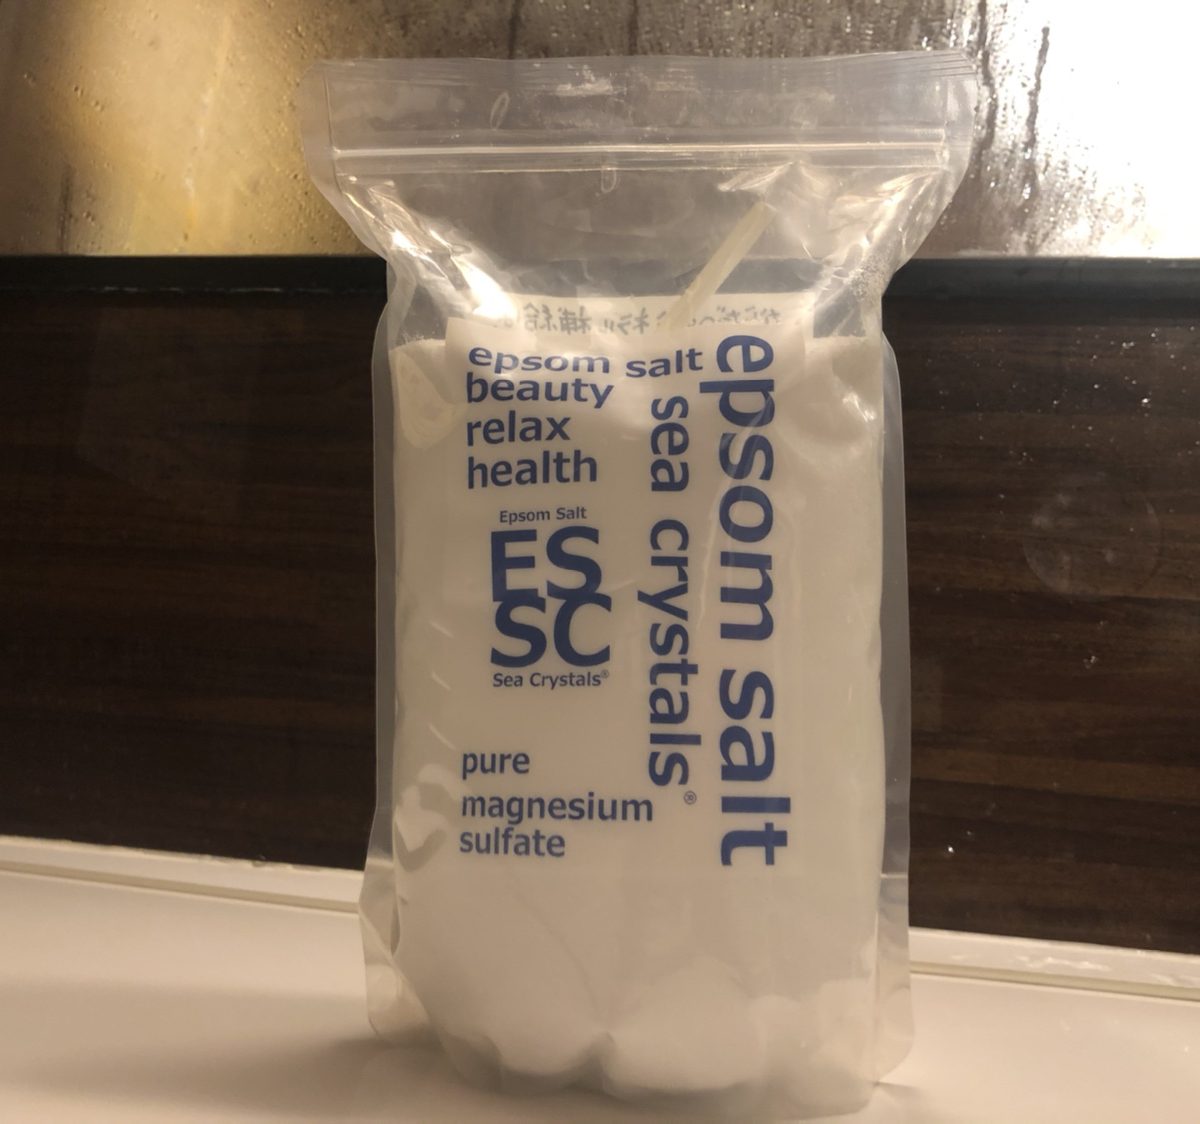 epsom salt
beauty
relax
health
Epsom Salt
ES
SC
Sea Crystals®
pure
magnesium
sulfate
sea crystals®
epsom salt